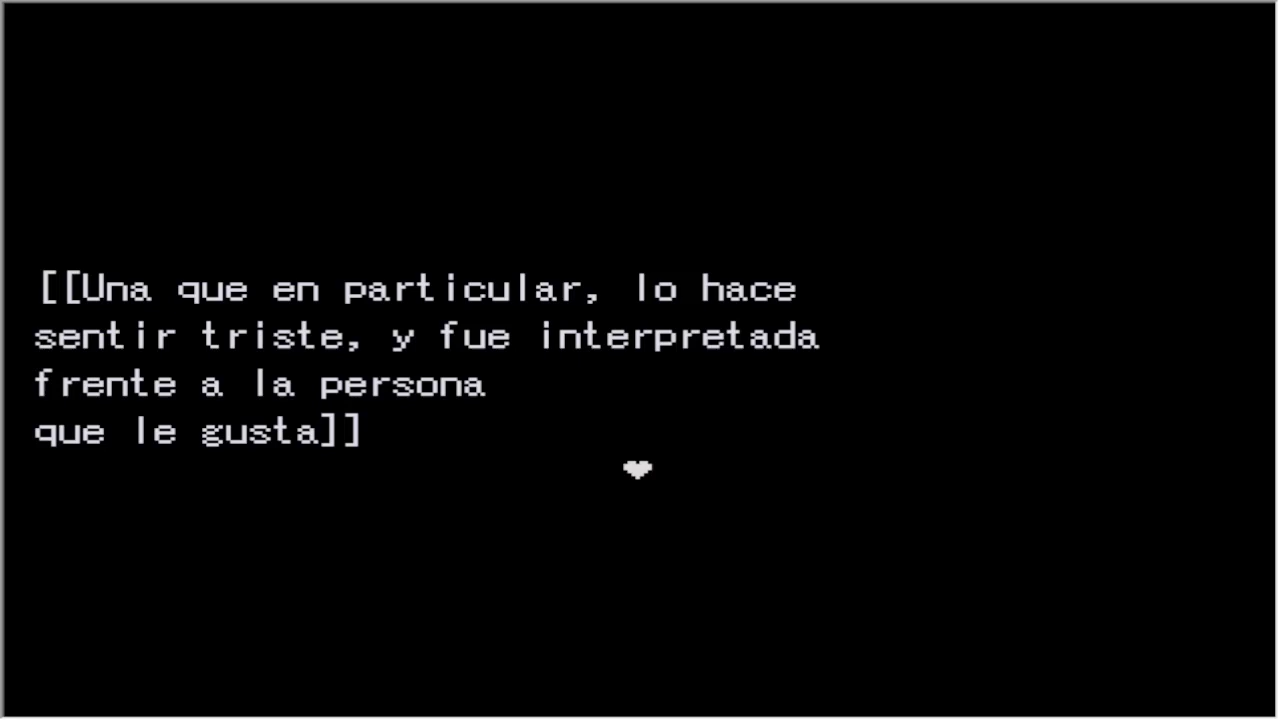 [[Una que en particular, lo hace
sentir triste, y fue interpretada
frente a la persona
que le gusta]]